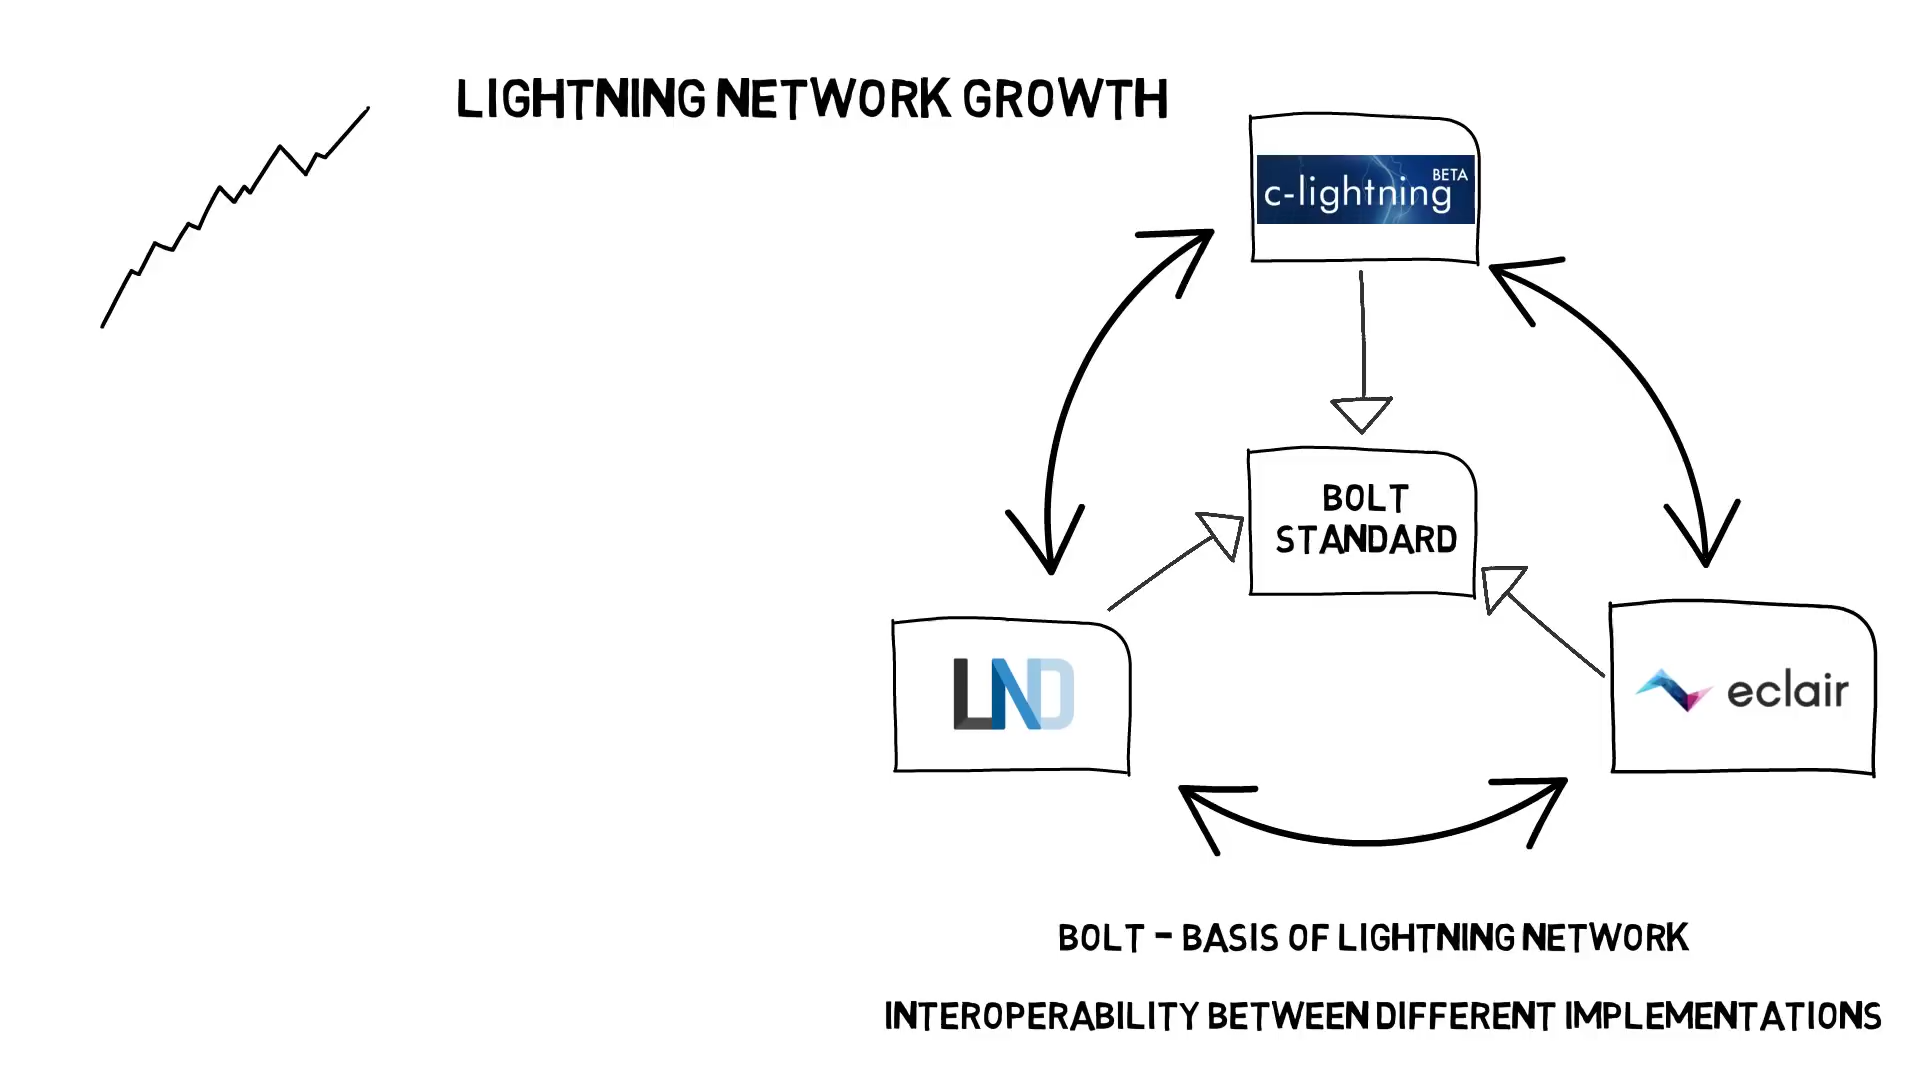 LIGHTNING NETWORK GROWTH
c-lightning BETA
BOLT
STANDARD
LND
eclair
BOLT - BASIS OF LIGHTNING NETWORK
INTEROPERABILITY BETWEEN DIFFERENT IMPLEMENTATIONS